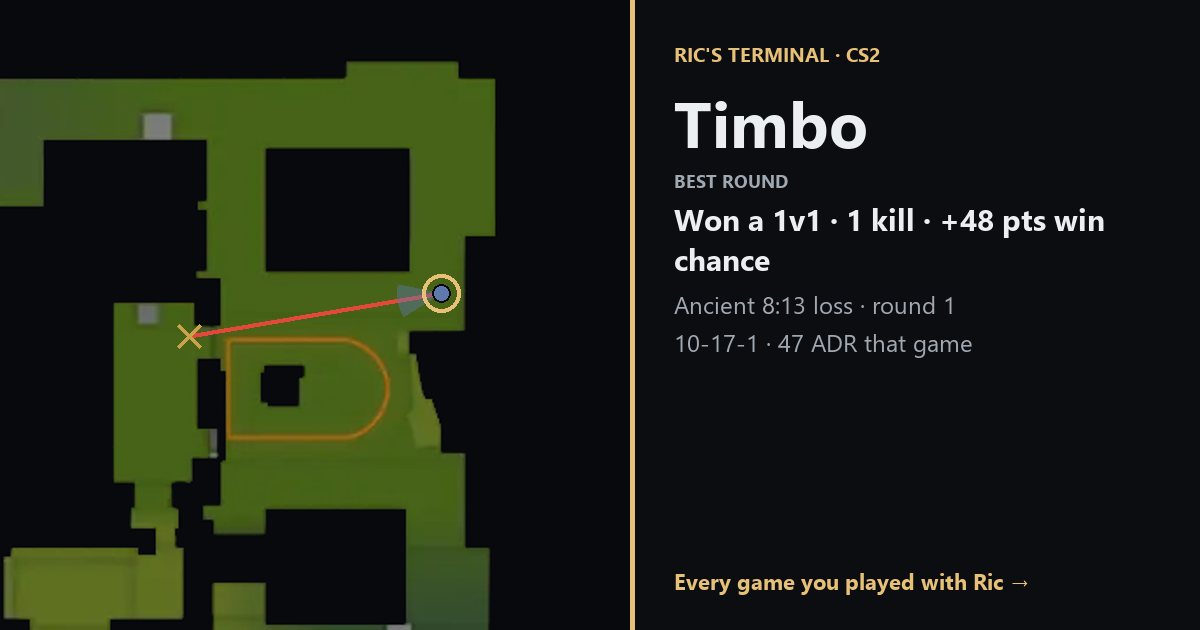 RIC'S TERMINAL · CS2
Timbo
BEST ROUND
Won a 1v1 · 1 kill · +48 pts win
chance
Ancient 8:13 loss · round 1
10-17-1 · 47 ADR that game
Every game you played with Ric →